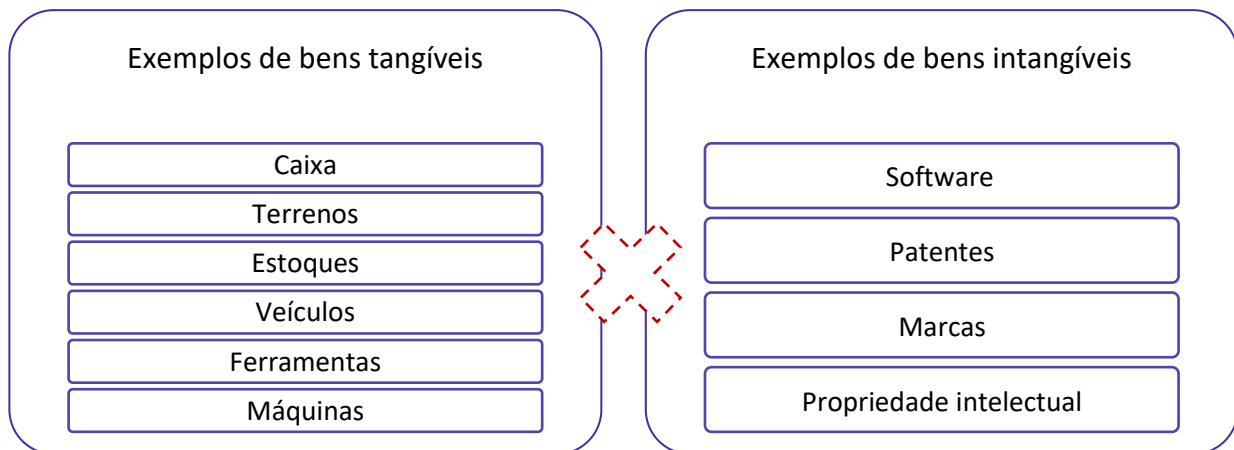 Exemplos de bens tangíveis
Caixa
Terrenos
Estoques
Veículos
Ferramentas
Máquinas
Exemplos de bens intangíveis
Software
Patentes
Marcas
Propriedade intelectual